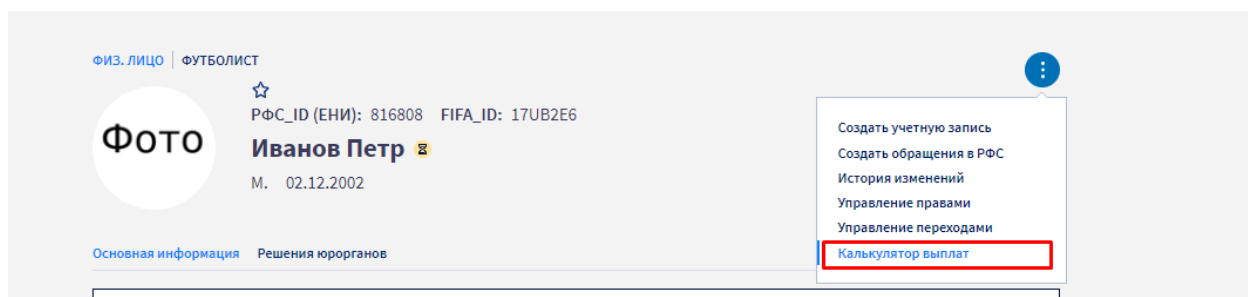 ФИЗ. ЛИЦО ФУТБОЛИСТ
РФС_ID (ЕНИ): 816808 FIFA_ID: 17UB2E6
Фото
Иванов Петр
М. 02.12.2002
Создать учетную запись
Создать обращения в РФС
История изменений
Управление правами
Управление переходами
Калькулятор выплат
Основная информация Решения юрорганов